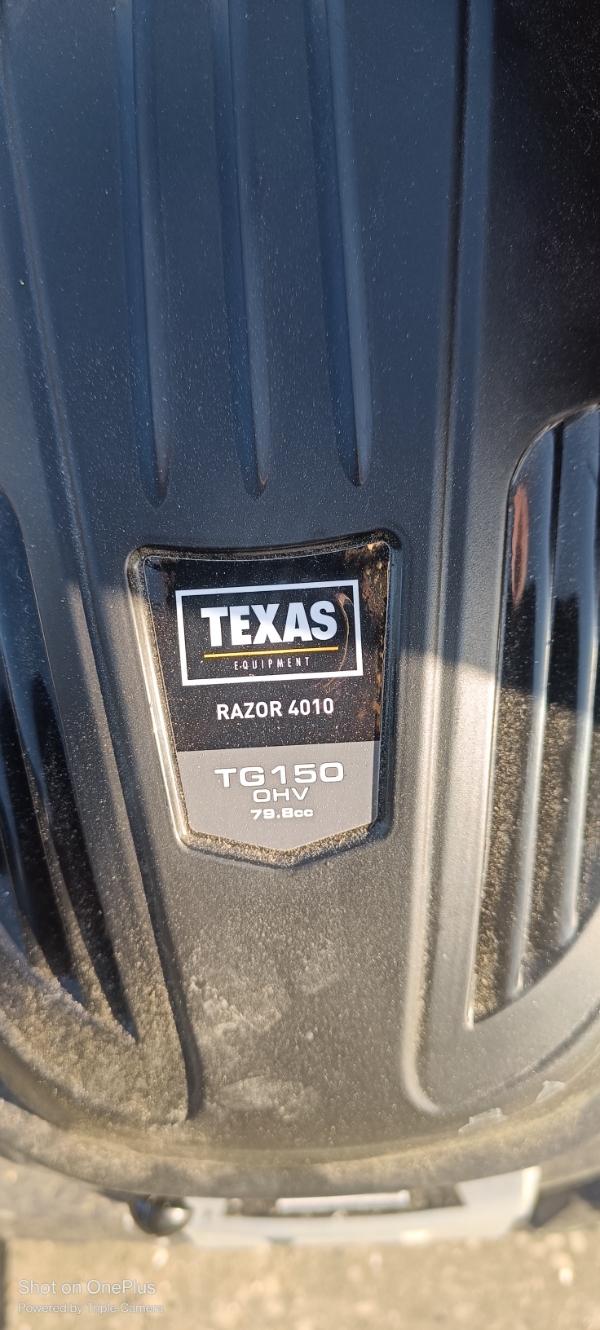 TEXAS
EQUIPMENT
RAZOR 4010
TG150
OHV
79.8cc
Shot on OnePlus
Powered by Triple Camera